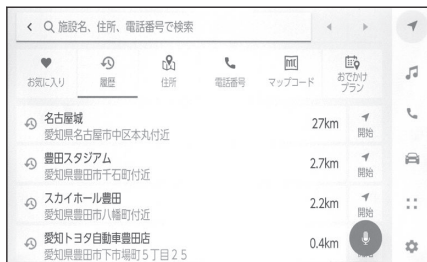 施設名、住所、電話番号で検索
お気に入り
履歴
住所
電話番号
マップコード
おでかけ
プラン
名古屋城
愛知県名古屋市中区本丸付近
27km
開始
豊田スタジアム
愛知県豊田市千石町付近
2.7km
開始
スカイホール豊田
愛知県豊田市八幡町付近
2.2km
開始
愛知トヨタ自動車豊田店
愛知県豊田市下市場町5丁目25
0.4km